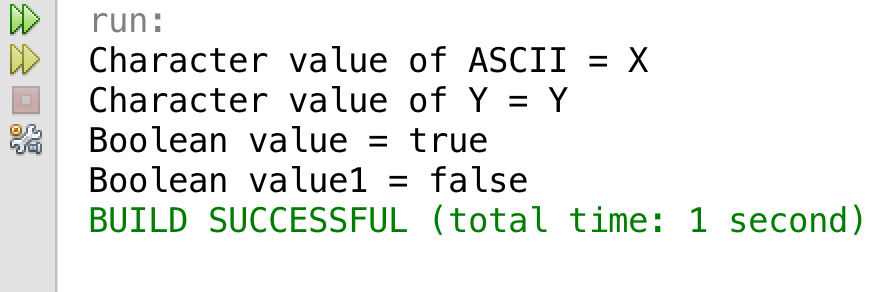 run:
Character value of ASCII = X
Character value of Y = Y
Boolean value = true
Boolean value1 = false
BUILD SUCCESSFUL (total time: 1 second)